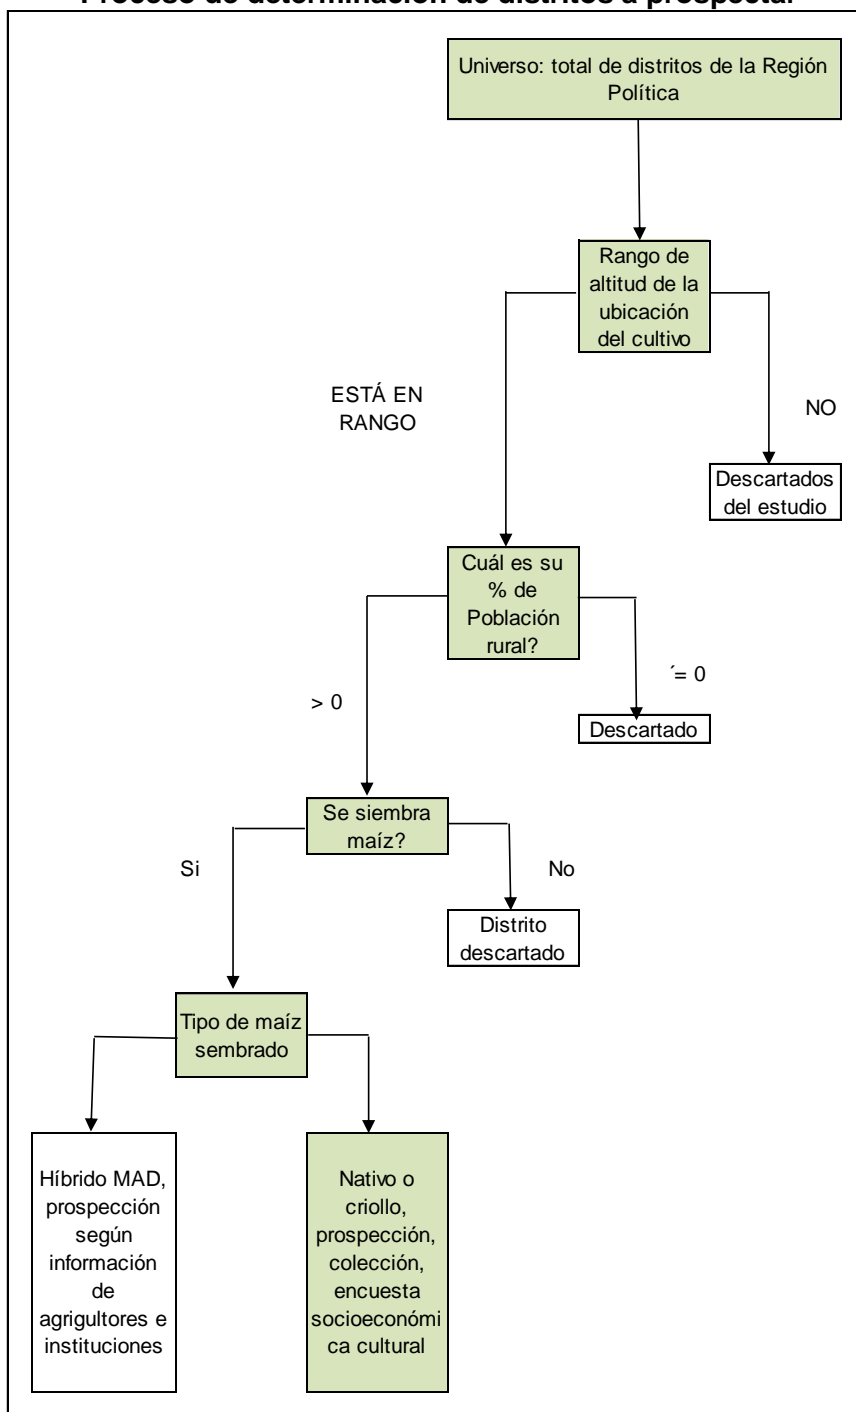 Proceso de determinación de distritos a prospectar
Universo: total de distritos de la Región
Política
Rango de
altitud de la
ubicación
del cultivo
ESTÁ EN
RANGO
NO
Descartados
del estudio
Cuál es su
% de
Población
rural?
> 0
´= 0
Descartado
Se siembra
maíz?
Si
No
Distrito
descartado
Tipo de maíz
sembrado
Híbrido MAD,
prospección
según
información
de
agrigultores e
instituciones
Nativo o
criollo,
prospección,
colección,
encuesta
socioeconómi
ca cultural